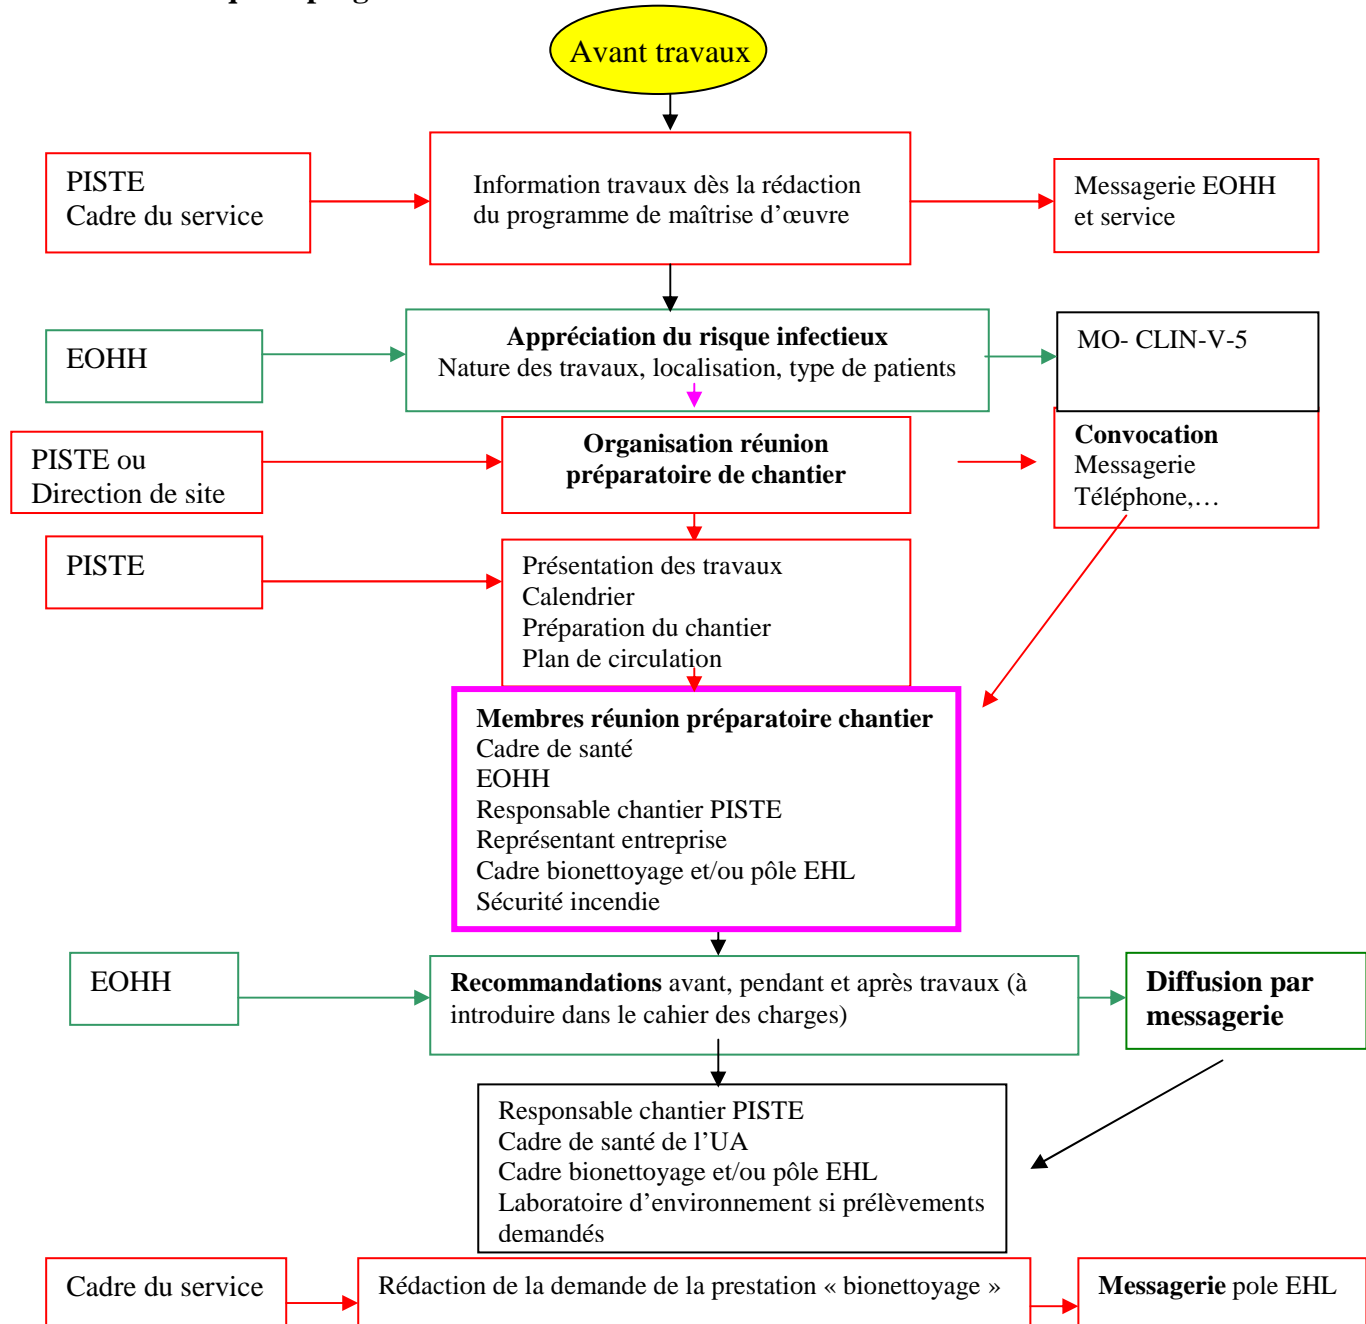 Avant travaux
PISTE
Cadre du service
Information travaux dès la rédaction
du programme de maîtrise d’œuvre
Messagerie EOHH
et service
EOHH
Appréciation du risque infectieux
Nature des travaux, localisation, type de patients
MO- CLIN-V-5
PISTE ou
Direction de site
Organisation réunion
préparatoire de chantier
Convocation
Messagerie
Téléphone,…
PISTE
Présentation des travaux
Calendrier
Préparation du chantier
Plan de circulation
Membres réunion préparatoire chantier
Cadre de santé
EOHH
Responsable chantier PISTE
Représentant entreprise
Cadre bionettoyage et/ou pôle EHL
Sécurité incendie
EOHH
Recommandations avant, pendant et après travaux (à
introduire dans le cahier des charges)
Diffusion par
messagerie
Responsable chantier PISTE
Cadre de santé de l’UA
Cadre bionettoyage et/ou pôle EHL
Laboratoire d’environnement si prélèvements
demandés
Cadre du service
Rédaction de la demande de la prestation « bionettoyage »
Messagerie pole EHL